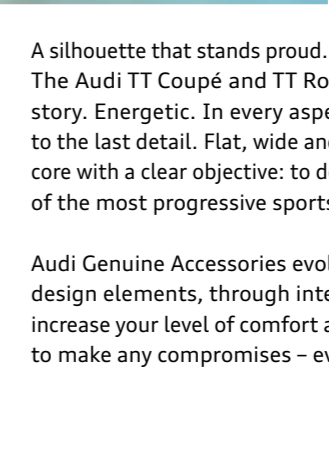 A silhouette that stands proud.
The Audi TT Coupé and TT Ro
story. Energetic. In every aspe
to the last detail. Flat, wide an
core with a clear objective: to d
of the most progressive sports
Audi Genuine Accessories evol
design elements, through inte
increase your level of comfort a
to make any compromises – ev